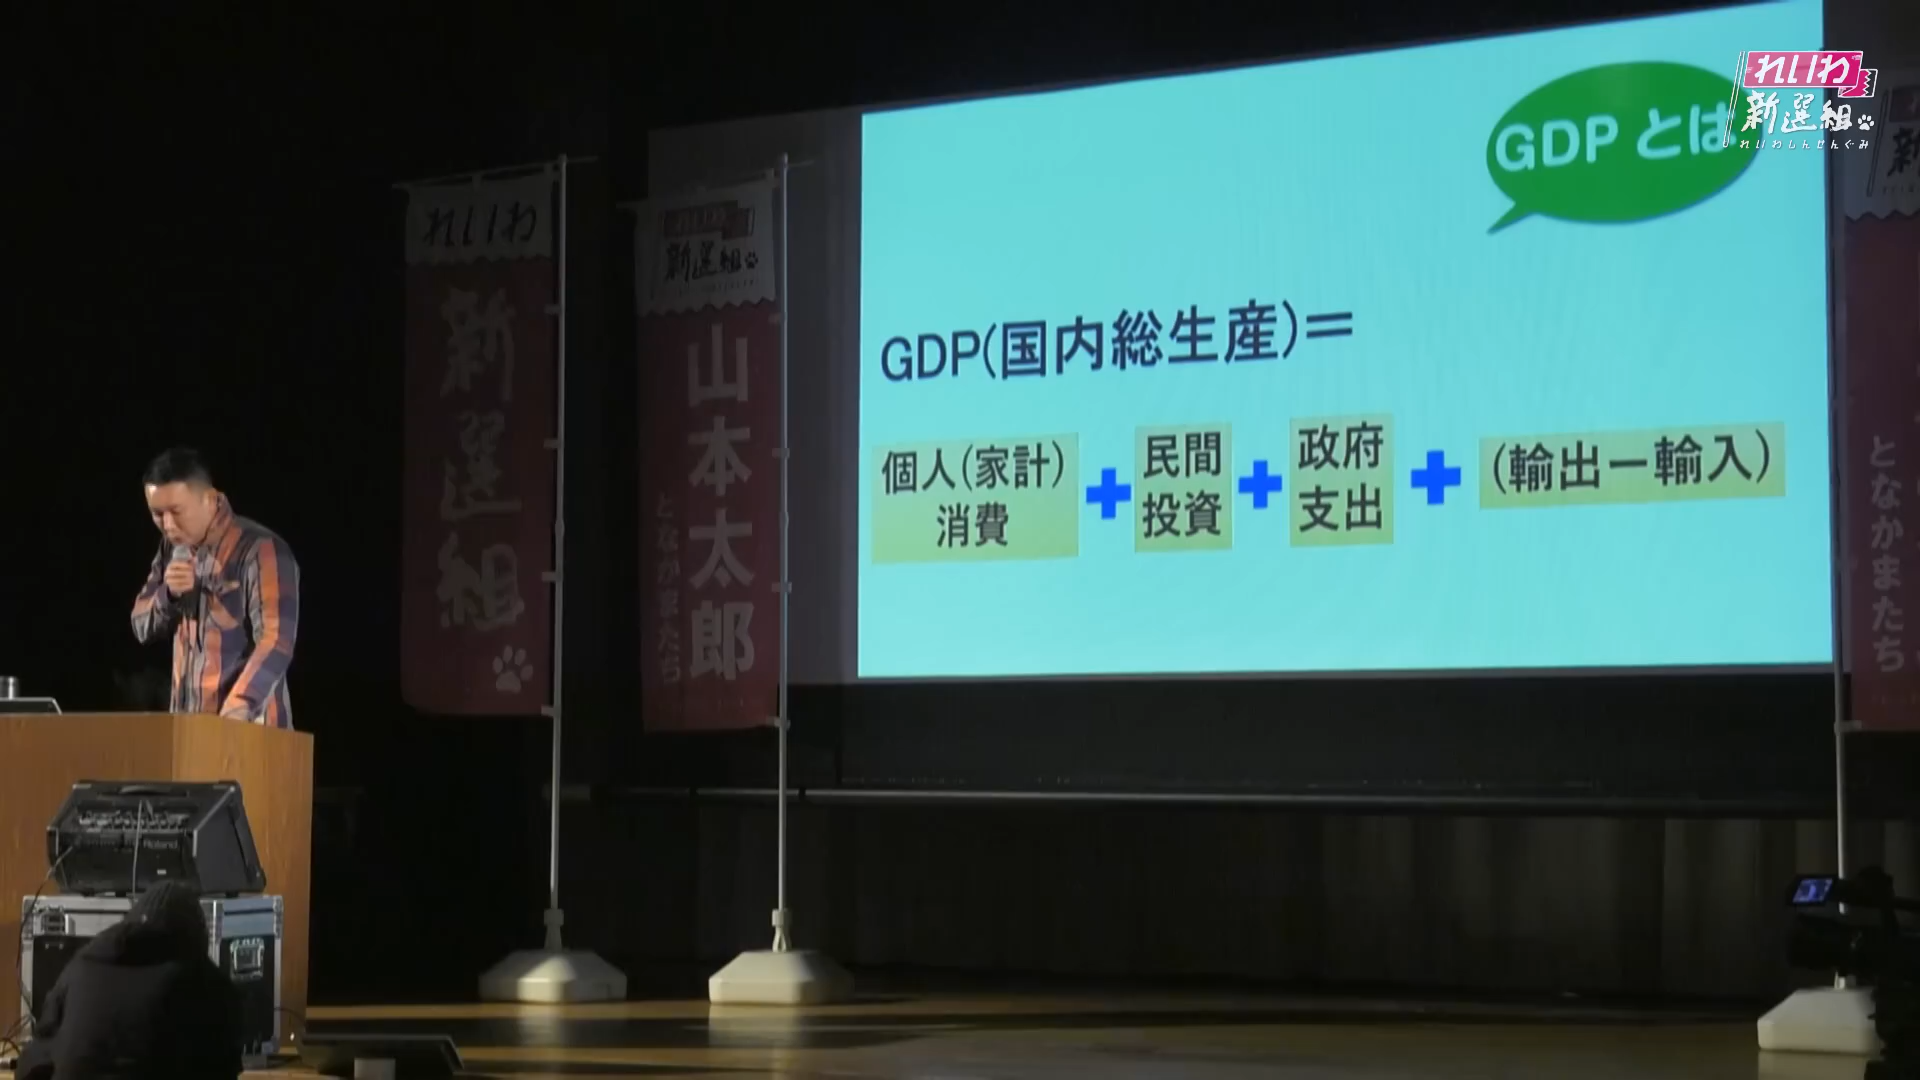 れいわ
新選組
れいわしんせんぐみ
GDPとは
GDP(国内総生産)=
個人(家計)
消費
+
民間
投資
+
政府
支出
+
(輸出ー輸入)
れいわ
新選組
れいわ
新選組
山本太郎
となかまたち
となかまたち
Roland